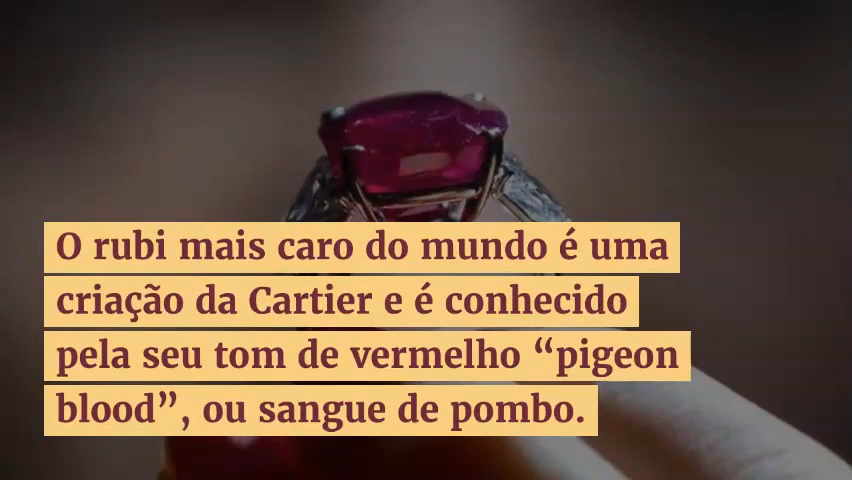 O rubi mais caro do mundo é uma
criação da Cartier e é conhecido
pela seu tom de vermelho “pigeon
blood”, ou sangue de pombo.